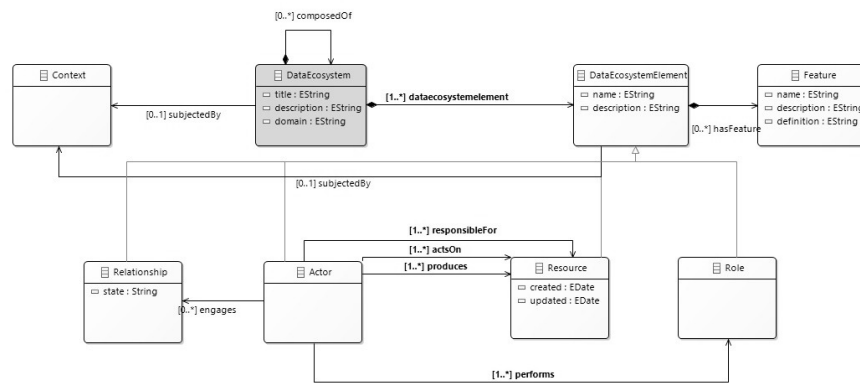 [0..*] composedOf
Context
DataEcosystem
title : EString
description : EString
domain : EString
DataEcosystemElement
name : EString
description : EString
Feature
name : EString
description : EString
definition : EString
[1..*] dataecosystemelement
[0..1] subjectedBy
[0..*] hasFeature
[0..1] subjectedBy
[1..*] responsibleFor
[1..*] actsOn
[1..*] produces
Relationship
state : String
Actor
Resource
created : EDate
updated : EDate
Role
[0..*] engages
[1..*] performs